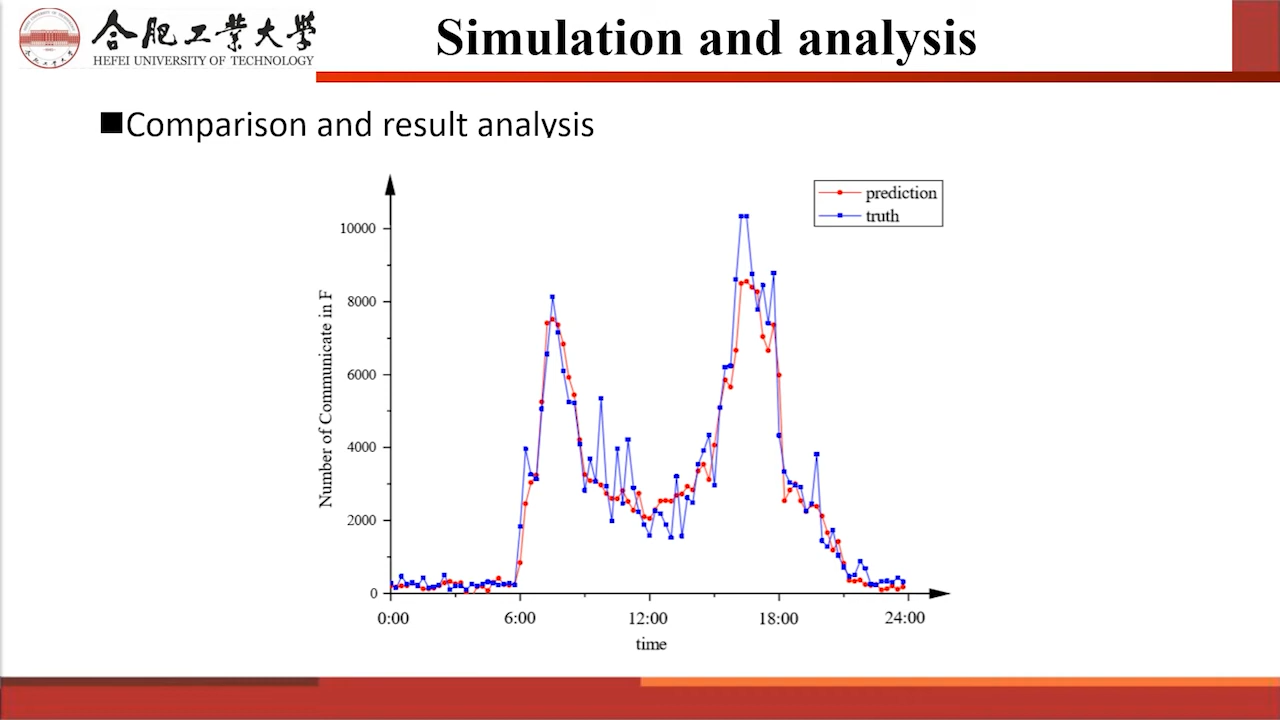 合肥工业大学
HEFEI UNIVERSITY OF TECHNOLOGY
Simulation and analysis
■Comparison and result analysis
prediction
truth
Number of Communicate in F
10000
8000
6000
4000
2000
0
0:00 6:00 12:00 18:00 24:00
time